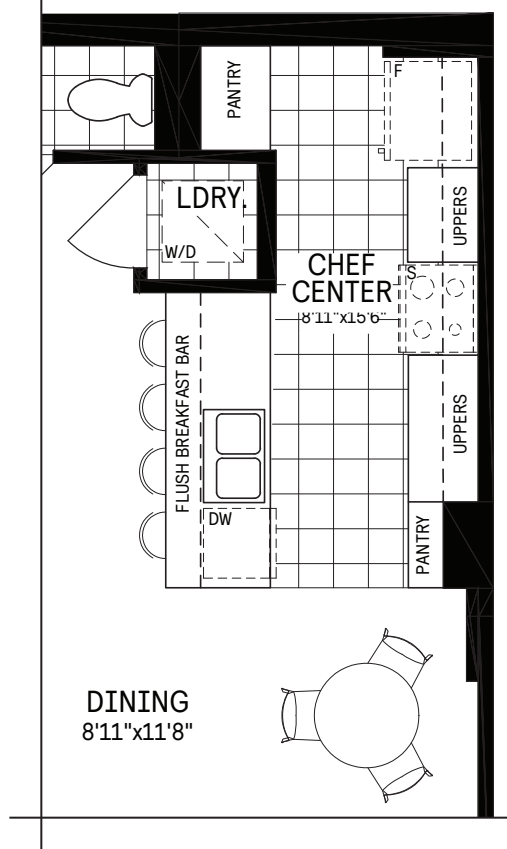 PANTRY
F
LDRY.
W/D
UPPERS
CHEF
CENTER
8'11"x15'6"
S
FLUSH BREAKFAST BAR
UPPERS
DW
PANTRY
DINING
8'11"x11'8"